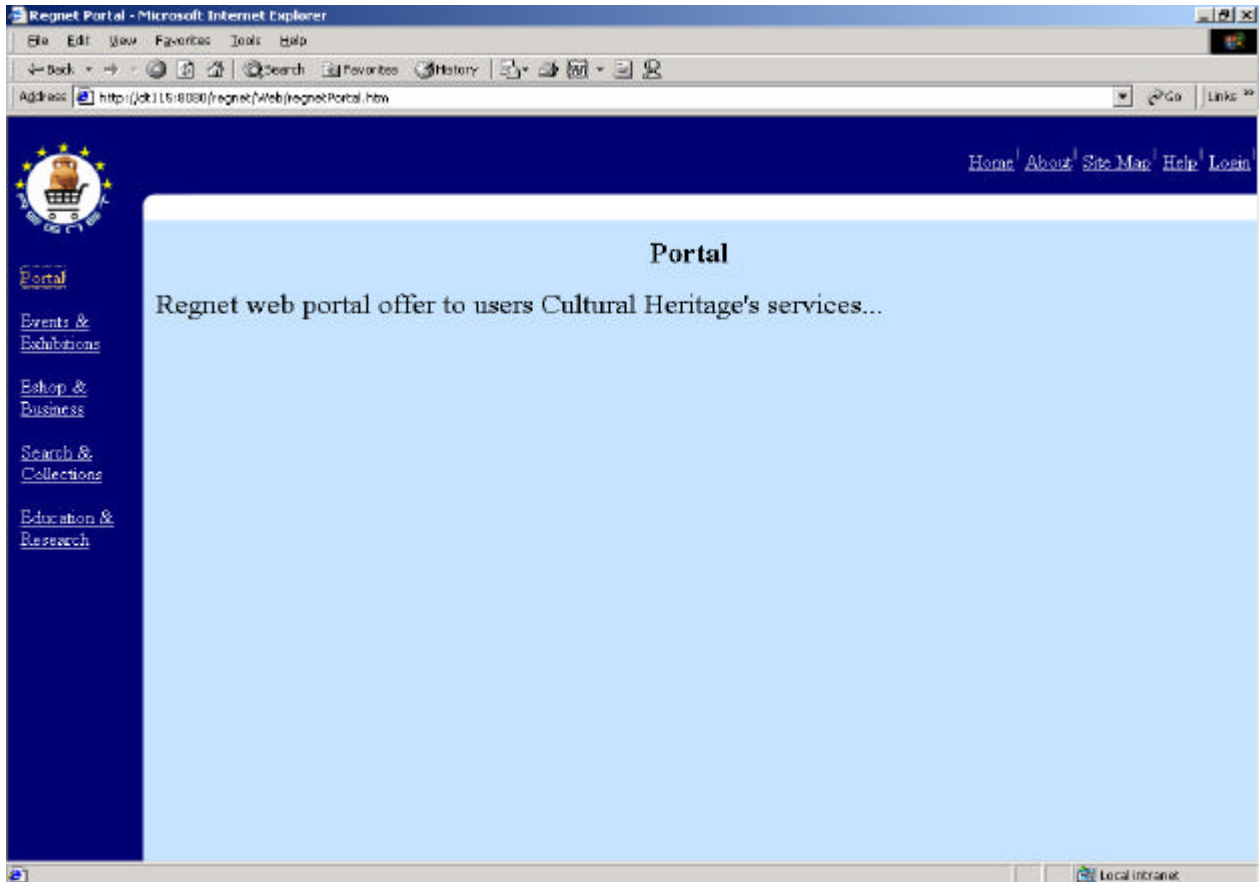 Regnet Portal - Microsoft Internet Explorer
File Edit View Favorites Tools Help
Back Search Favorites History
Address http://jdt115:8080/regnet/Web/regnetPortal.htm Go Links »
Home About Site Map Help Login
REGNET
Portal
Portal
Regnet web portal offer to users Cultural Heritage's services...
Events &
Exhibitions
Eshop &
Business
Search &
Collections
Education &
Research
Local intranet